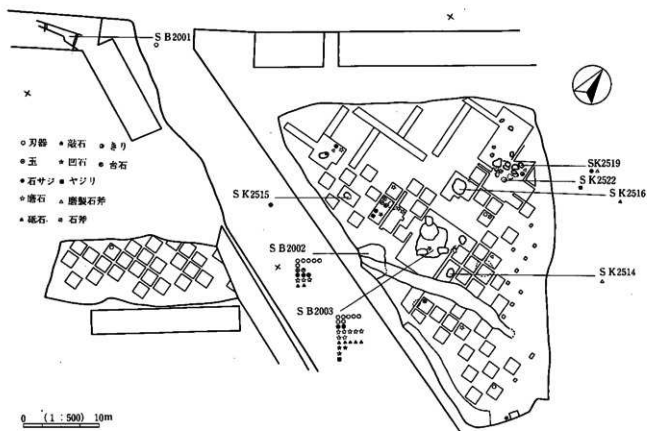 S B2001
○刃器 敲石 きり
玉 凹石 台石
石サジ ヤジリ
磨石 磨製石斧
砥石 石斧
SK2519
S K2522
S K2516
S K2515
S B2002
S K2514
S B2003
0 (1:500) 10m